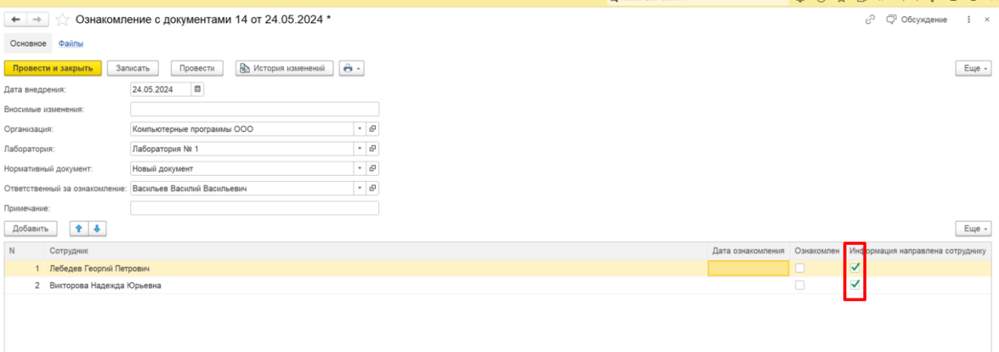 Ознакомление с документами 14 от 24.05.2024 *
Обсуждение
Основное Файлы
Провести и закрыть Записать Провести История изменений Еще
Дата внедрения: 24.05.2024
Вносимые изменения:
Организация: Компьютерные программы ООО
Лаборатория: Лаборатория № 1
Нормативный документ: Новый документ
Ответственный за ознакомление: Васильев Василий Васильевич
Примечание:
Добавить Еще
N Сотрудник Дата ознакомления Ознакомлен Информация направлена сотруднику
1 Лебедев Георгий Петрович
2 Викторова Надежда Юрьевна